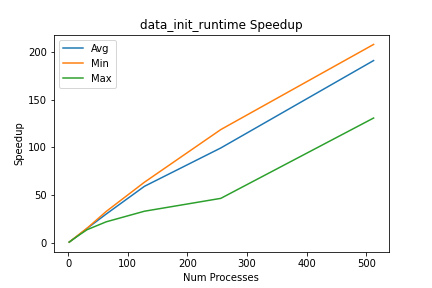 data_init_runtime Speedup
Avg
Min
Max
200
150
100
50
0
Speedup
0 100 200 300 400 500
Num Processes